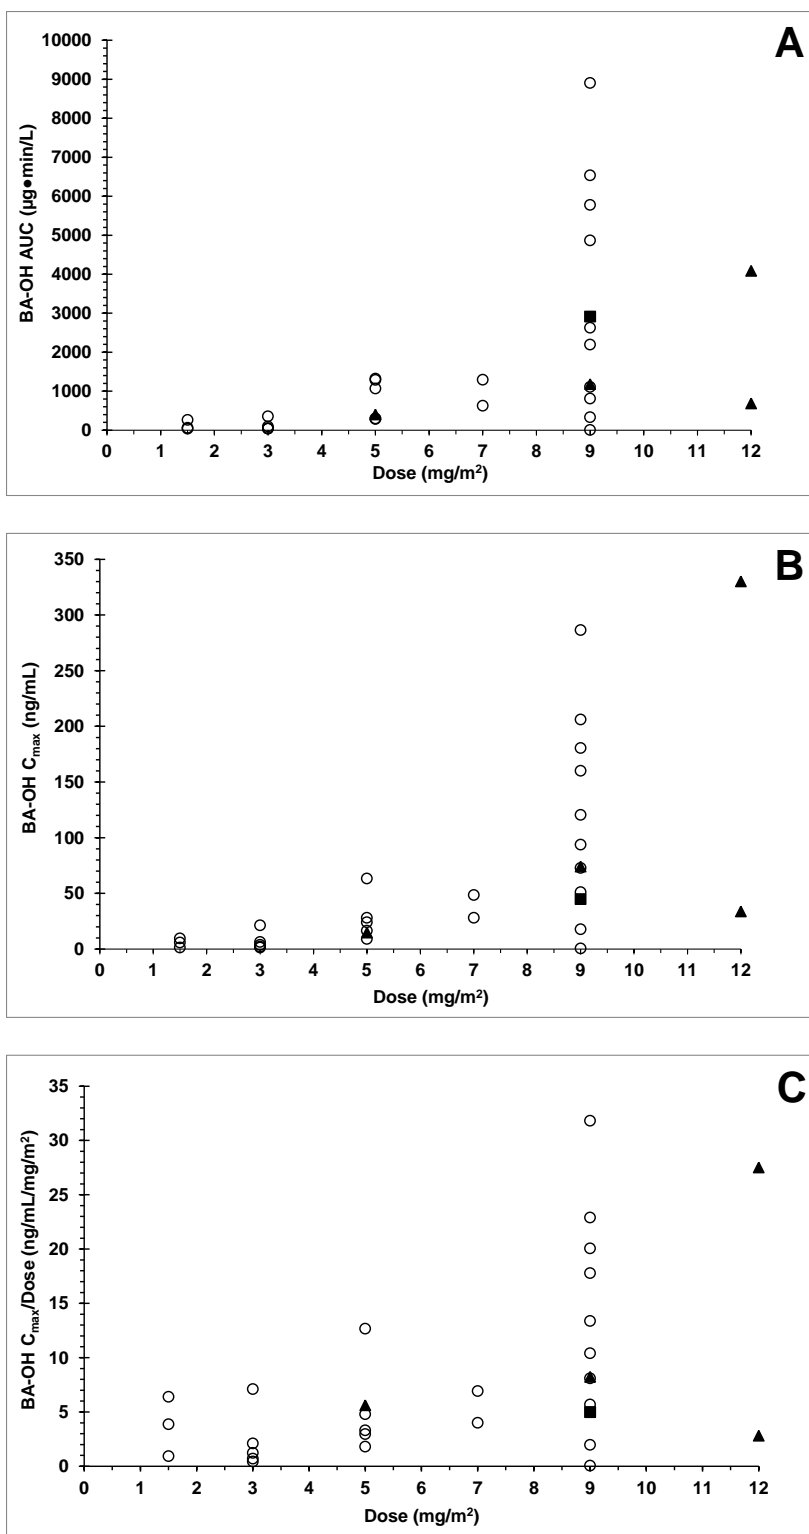 A
10000
9000
8000
7000
6000
5000
4000
3000
2000
1000
0
BA-OH AUC (µg●min/L)
0 1 2 3 4 5 6 7 8 9 10 11 12
Dose (mg/m²)
B
350
300
250
200
150
100
50
0
BA-OH Cmax (ng/mL)
0 1 2 3 4 5 6 7 8 9 10 11 12
Dose (mg/m²)
C
35
30
25
20
15
10
5
0
BA-OH Cmax/Dose (ng/mL/mg/m²)
0 1 2 3 4 5 6 7 8 9 10 11 12
Dose (mg/m²)